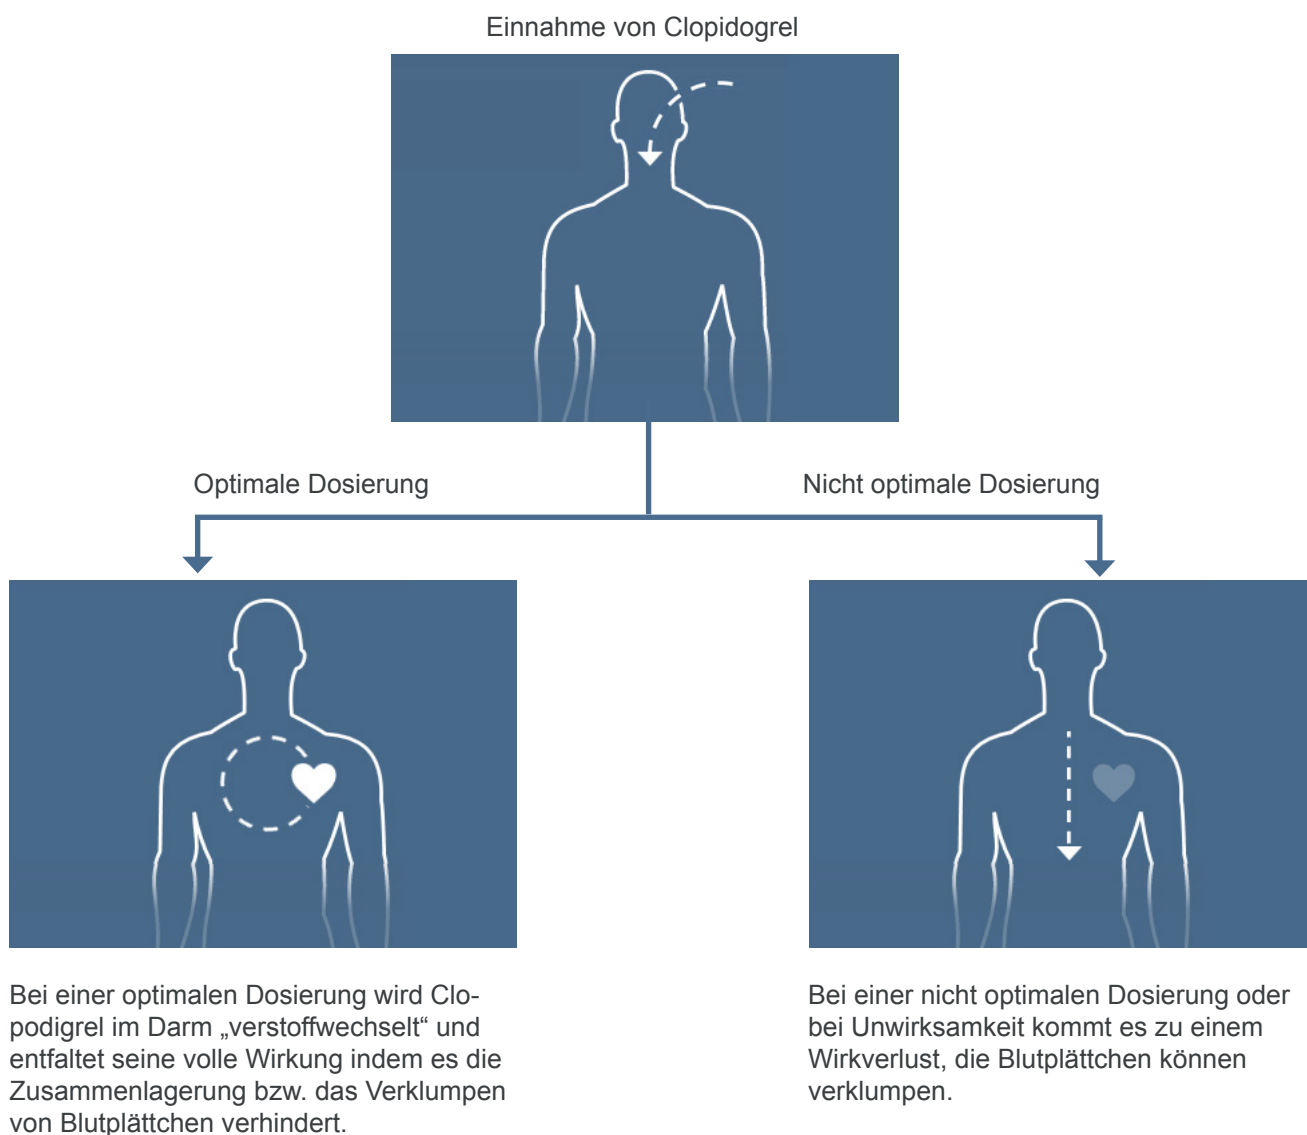 Einnahme von Clopidogrel
Optimale Dosierung
Nicht optimale Dosierung
Bei einer optimalen Dosierung wird Clo-
podigrel im Darm „verstoffwechselt“ und
entfaltet seine volle Wirkung indem es die
Zusammenlagerung bzw. das Verklumpen
von Blutplättchen verhindert.
Bei einer nicht optimalen Dosierung oder
bei Unwirksamkeit kommt es zu einem
Wirkverlust, die Blutplättchen können
verklumpen.